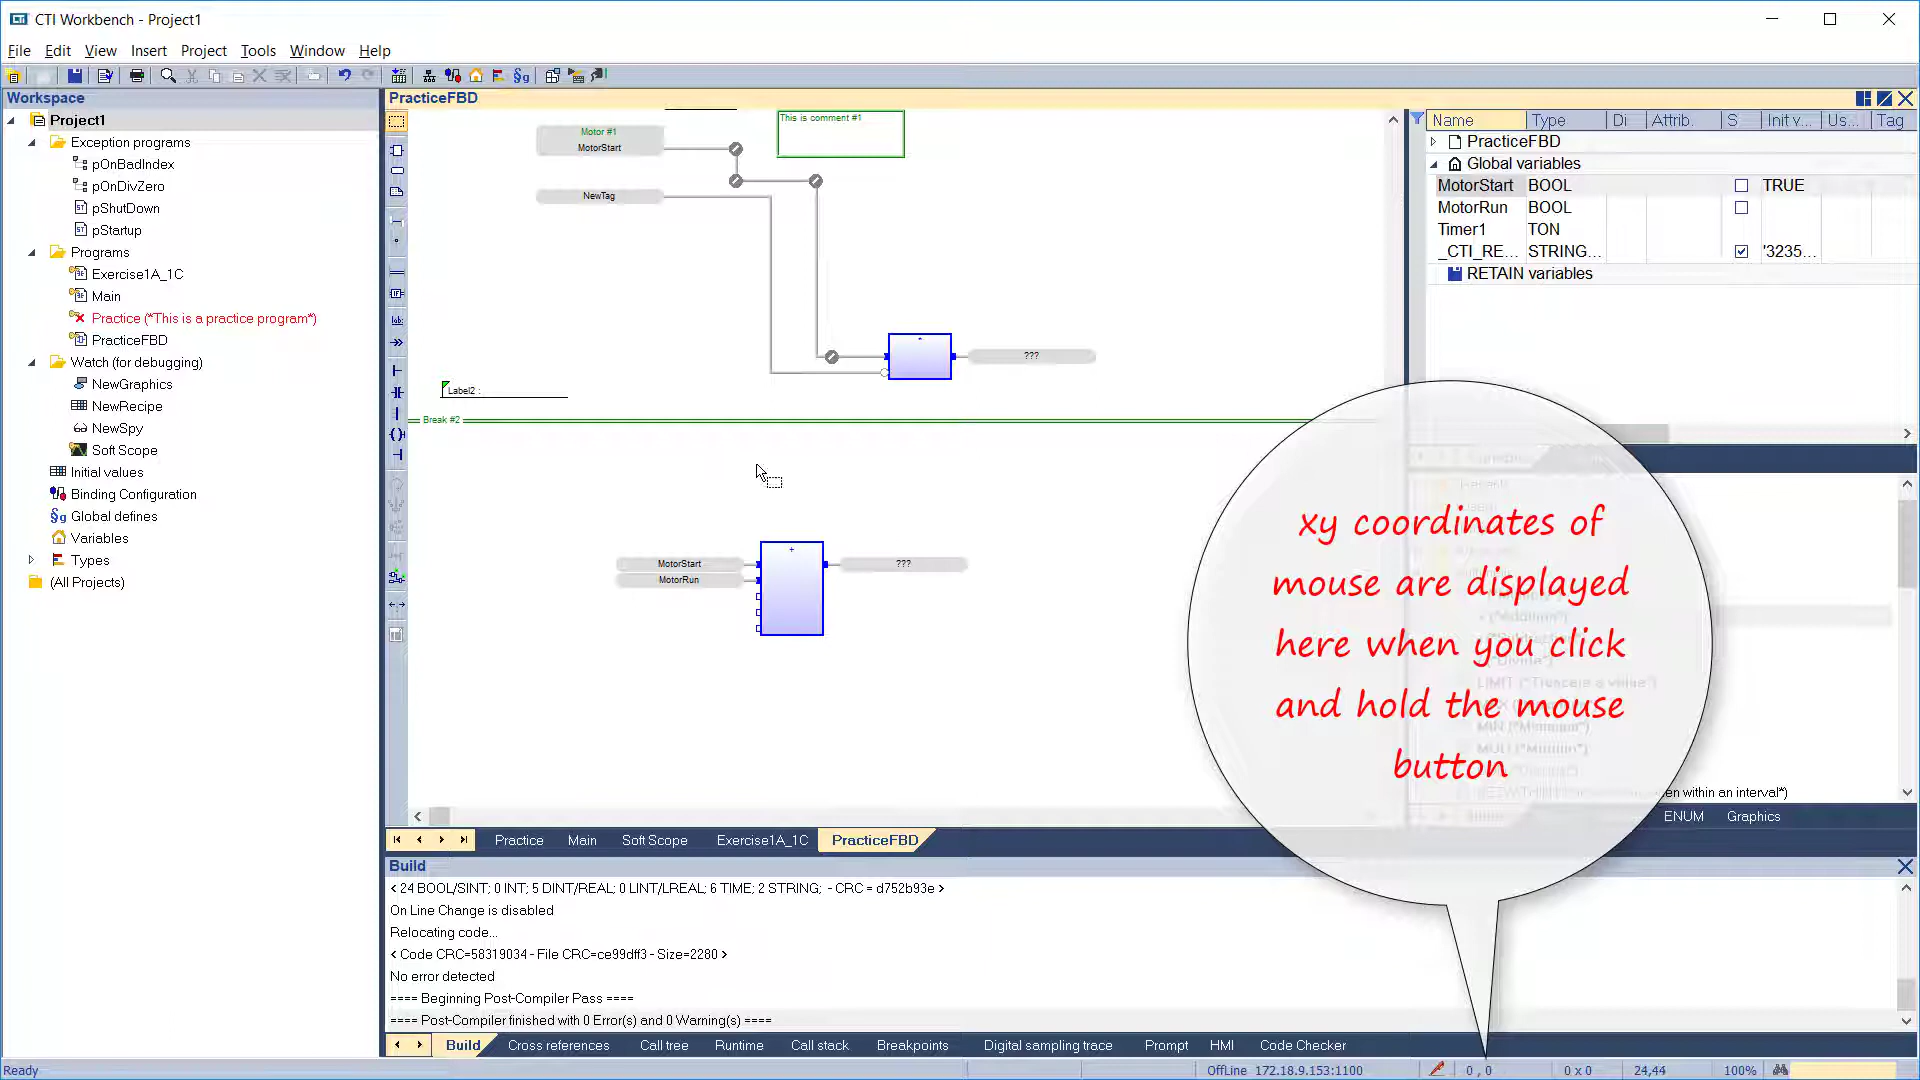 CTI Workbench - Project1
File Edit View Insert Project Tools Window Help
Workspace
Project1
Exception programs
pOnBadIndex
pOnDivZero
pShutDown
pStartup
Programs
Exercise1A_1C
Main
Practice (*This is a practice program*)
PracticeFBD
Watch (for debugging)
NewGraphics
NewRecipe
NewSpy
Soft Scope
Initial values
Binding Configuration
Global defines
Variables
Types
(All Projects)
PracticeFBD
Motor #1
MotorStart
This is comment #1
NewTag
???
Label2 :
Break #2
MotorStart
MotorRun
+
???
Name Type Di Attrib. S Init v... Us... Tag
PracticeFBD
Global variables
MotorStart BOOL TRUE
MotorRun BOOL
Timer1 TON
_CTI_RE... STRING... '3235...
RETAIN variables
xy coordinates of
mouse are displayed
here when you click
and hold the mouse
button
en within an interval*)
ENUM Graphics
Practice Main Soft Scope Exercise1A_1C PracticeFBD
Build
< 24 BOOL/SINT; 0 INT; 5 DINT/REAL; 0 LINT/LREAL; 6 TIME; 2 STRING; - CRC = d752b93e >
On Line Change is disabled
Relocating code...
< Code CRC=58319034 - File CRC=ce99dff3 - Size=2280 >
No error detected
==== Beginning Post-Compiler Pass ====
==== Post-Compiler finished with 0 Error(s) and 0 Warning(s) ====
Build Cross references Call tree Runtime Call stack Breakpoints Digital sampling trace Prompt HMI Code Checker
Ready OffLine 172.18.9.153:1100 0 , 0 0 x 0 24,44 100%